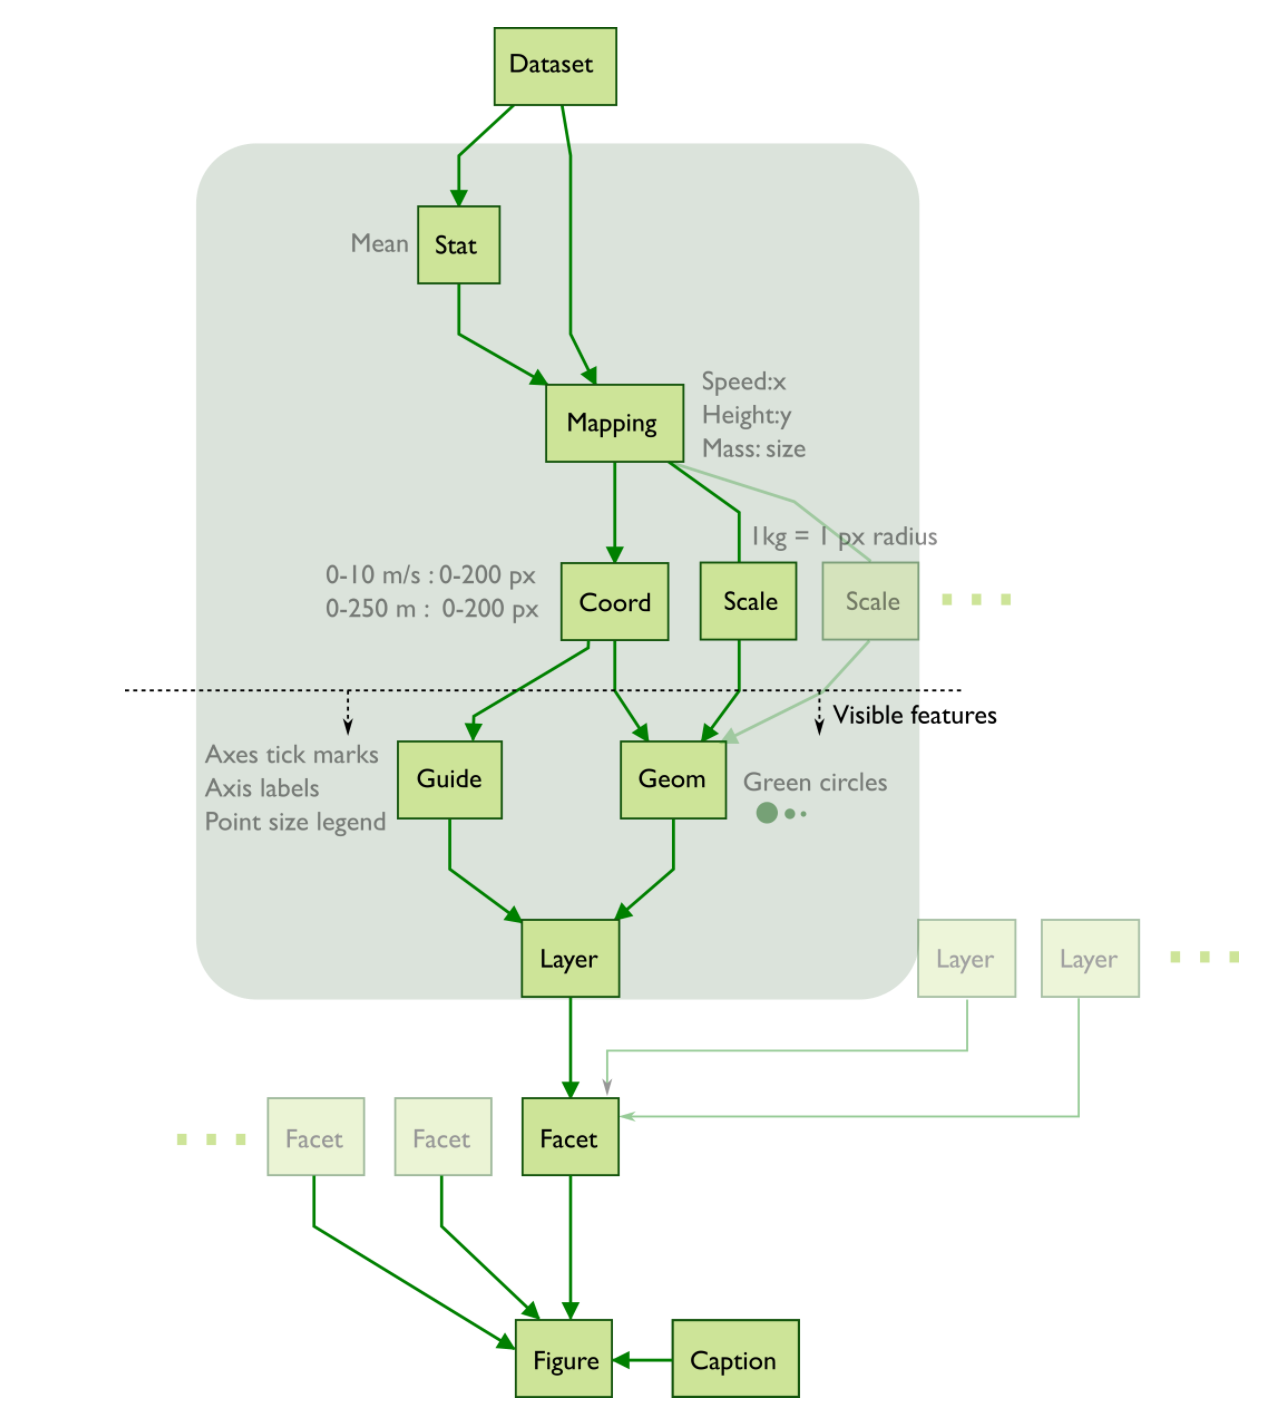 Dataset
Mean
Stat
Mapping
Speed:x
Height:y
Mass: size
1kg = 1 px radius
0-10 m/s : 0-200 px
0-250 m : 0-200 px
Coord
Scale
Scale
Visible features
Axes tick marks
Axis labels
Point size legend
Guide
Geom
Green circles
Layer
Layer
Layer
Facet
Facet
Facet
Figure
Caption